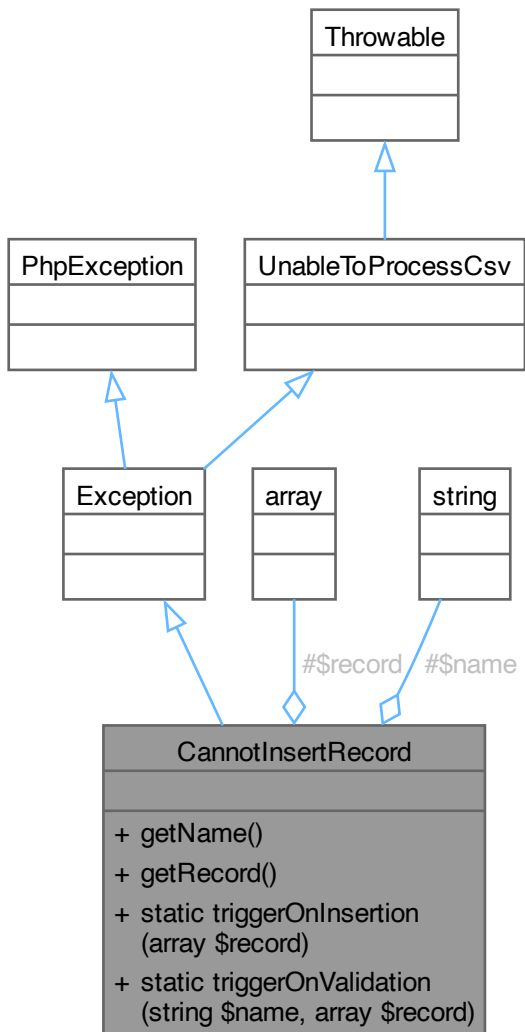 Throwable
PhpException
UnableToProcessCsv
Exception
array
string
#$record
#$name
CannotInsertRecord
+ getName()
+ getRecord()
+ static triggerOnInsertion
(array $record)
+ static triggerOnValidation
(string $name, array $record)